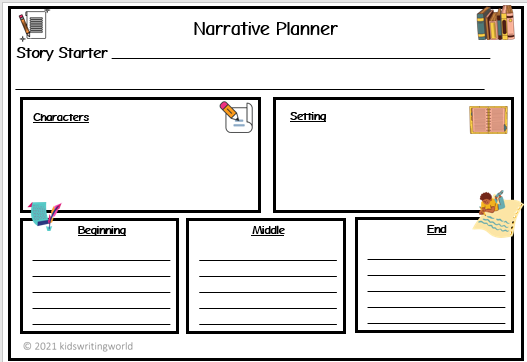 Narrative Planner
Story Starter
Characters
Setting
Beginning
Middle
End
© 2021 kidswritingworld